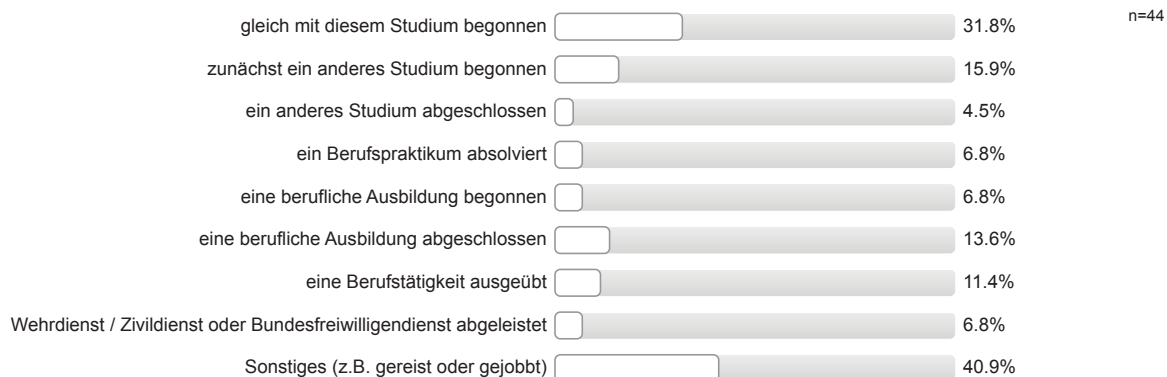 gleich mit diesem Studium begonnen 31.8% n=44
zunächst ein anderes Studium begonnen 15.9%
ein anderes Studium abgeschlossen 4.5%
ein Berufspraktikum absolviert 6.8%
eine berufliche Ausbildung begonnen 6.8%
eine berufliche Ausbildung abgeschlossen 13.6%
eine Berufstätigkeit ausgeübt 11.4%
Wehrdienst / Zivildienst oder Bundesfreiwilligendienst abgeleistet 6.8%
Sonstiges (z.B. gereist oder gejobbt) 40.9%